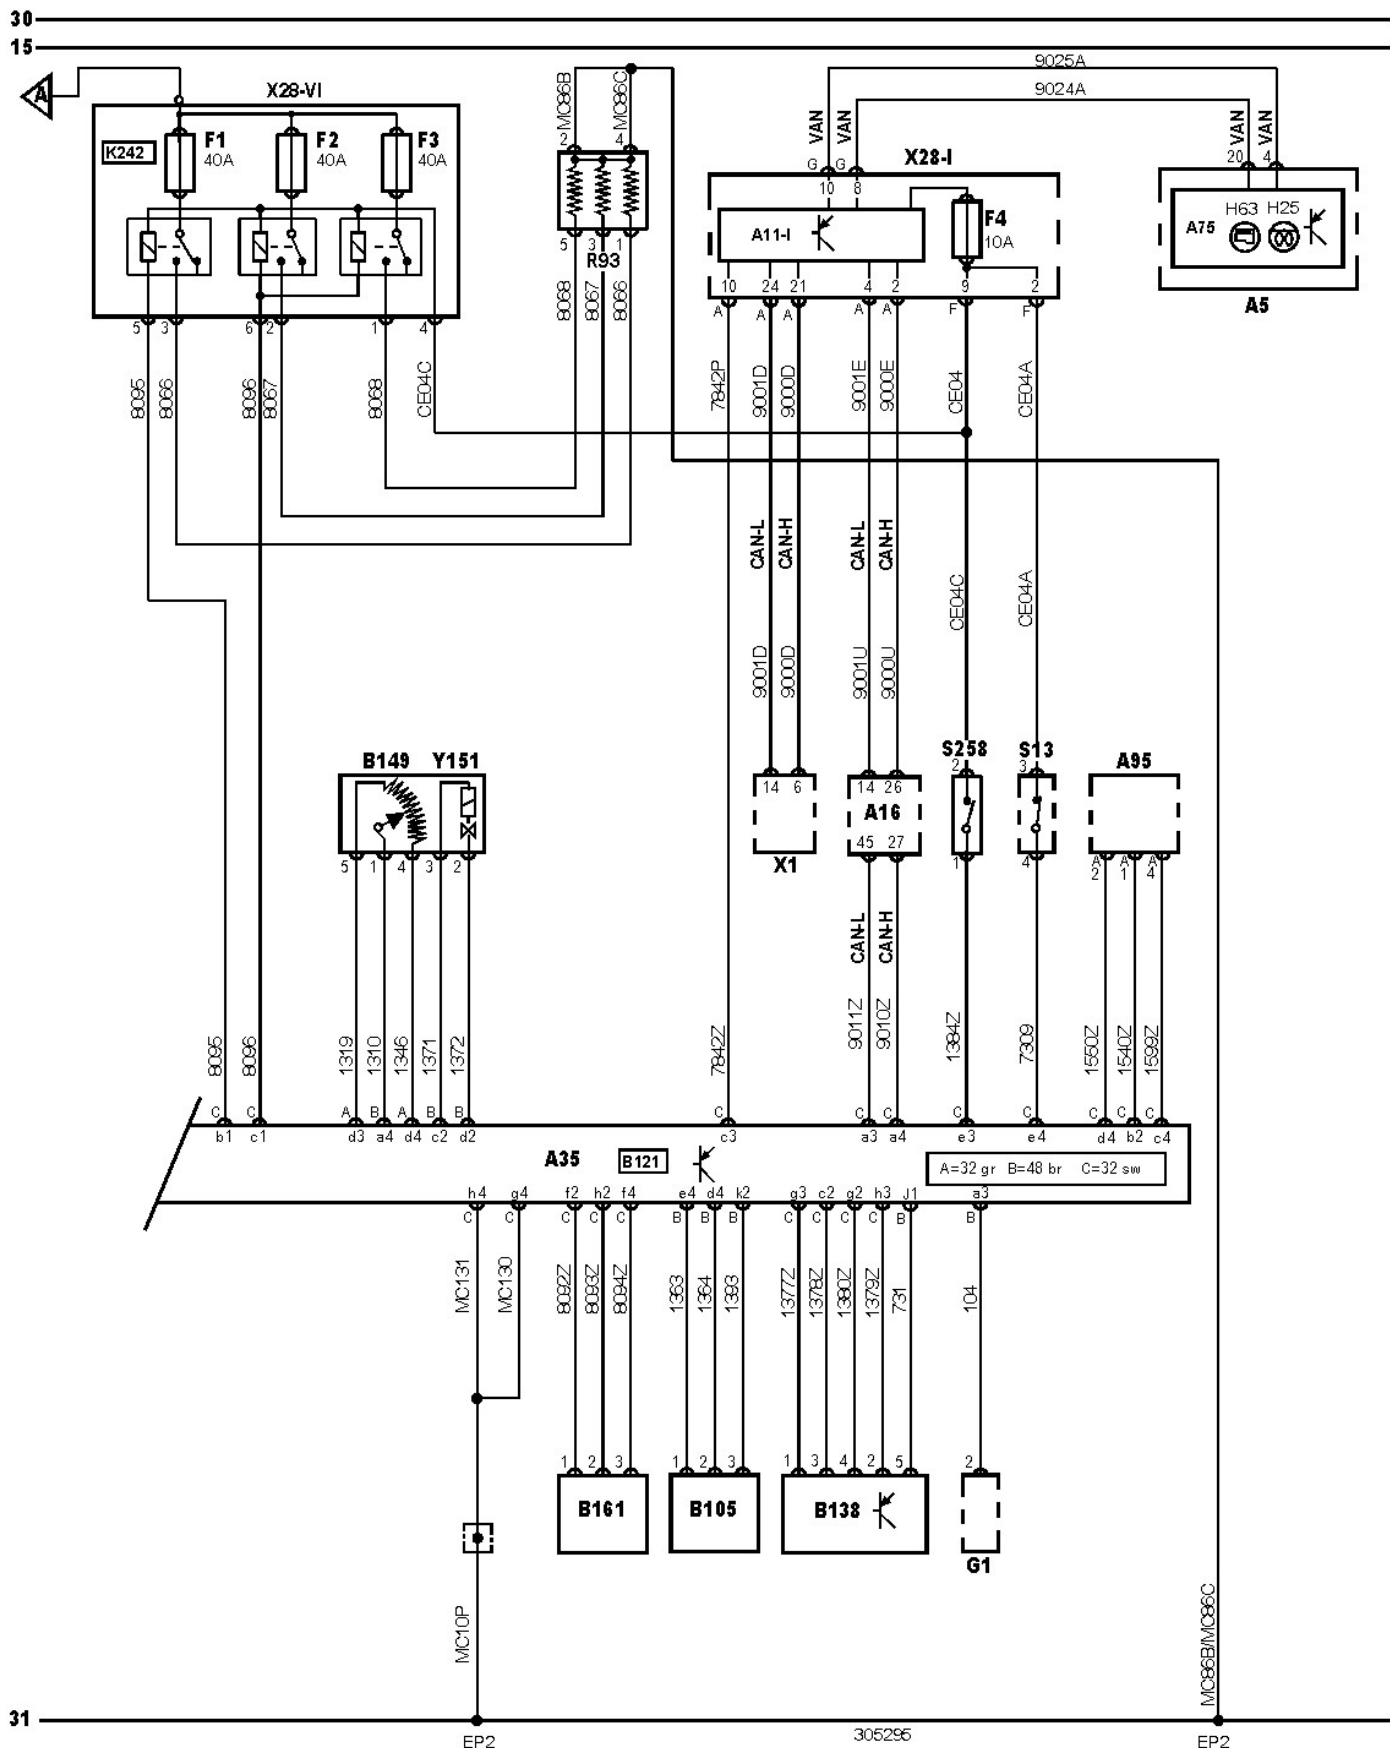 30
15
9025A
9024A
A
X28-VI
MC86B
MC86C
VAN VAN
VAN VAN
K242
F1
40A
F2
40A
F3
40A
2 4
G G
X28-I
20 4
10 8
F4
10A
A11-I
A75
H63 H25
5 3 1
R93
10 24 21 4 2 9 2
A A A A A F F
A5
5 3 6 2 1 4
8095
8066
8096
8067
8068
CE04C
8068
8067
8066
7842P
9001D
9000D
9001E
9000E
CE04
CE04A
CAN-L
CAN-H
CAN-L
CAN-H
CE04C
CE04A
9001D
9000D
9001U
9000U
B149 Y151
S258
S13
A95
2 3
14 6
14 26
A16
45 27
X1
5 1 4 3 2
1 4
A2 A1 A4
CAN-L
CAN-H
8095
8096
1319
1310
1346
1371
1372
7842Z
9011Z
9010Z
1384Z
7309
1550Z
1540Z
1599Z
C C A B A B B C C C C C C C C
b1 c1 d3 a4 d4 c2 d2 c3 a3 a4 e3 e4 d4 b2 c4
A35
B121
A=32 gr B=48 br C=32 sw
h4 g4 f2 h2 f4 e4 d4 k2 g3 c2 g2 h3 J1 a3
C C C C C B B B C C C C B B
MC131
MC130
8092Z
8093Z
8094Z
1363
1364
1393
1377Z
1378Z
1380Z
1379Z
731
104
1 2 3 1 2 3 1 3 4 2 5 2
B161
B105
B138
G1
MC10P
MC86B/MC86C
31
EP2
305295
EP2